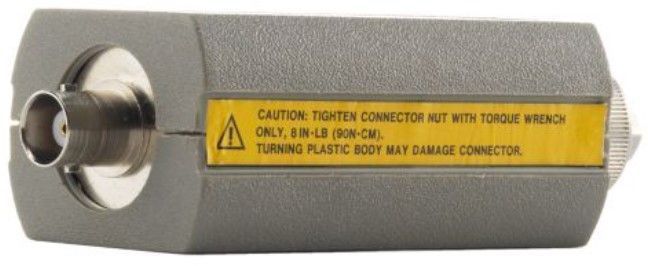 CAUTION: TIGHTEN CONNECTOR NUT WITH TORQUE WRENCH
ONLY, 8 IN-LB (90N·CM).
TURNING PLASTIC BODY MAY DAMAGE CONNECTOR.